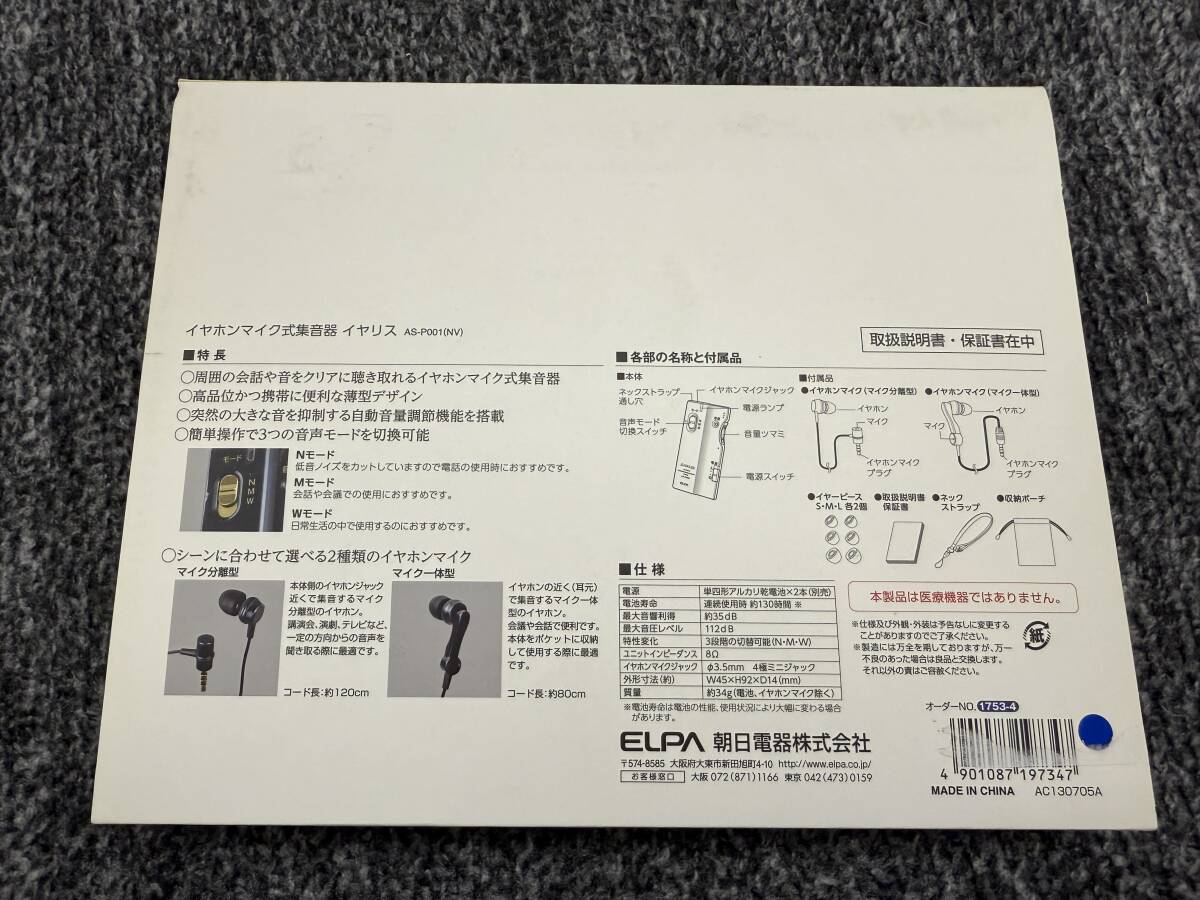 イヤホンマイク式集音器 イヤリス AS-P001(NV)
取扱説明書・保証書在中
■特長
○周囲の会話や音をクリアに聴き取れるイヤホンマイク式集音器
○高品位かつ携帯に便利な薄型デザイン
○突然の大きな音を抑制する自動音量調節機能を搭載
○簡単操作で3つの音声モードを切換可能
モード
N
M
W
Nモード
低音ノイズをカットしていますので電話の使用時におすすめです。
Mモード
会話や会議での使用におすすめです。
Wモード
日常生活の中で使用するのにおすすめです。
○シーンに合わせて選べる2種類のイヤホンマイク
マイク分離型
本体側のイヤホンジャック
近くで集音するマイク
分離型のイヤホン。
講演会、演劇、テレビなど、
一定の方向からの音声を
聞き取る際に最適です。
コード長:約120cm
マイク一体型
イヤホンの近く(耳元)
で集音するマイク一体
型のイヤホン。
会議や会話で便利です。
本体をポケットに収納
して使用する際に最適
です。
コード長:約80cm
■各部の名称と付属品
■本体
ネックストラップ
通し穴
イヤホンマイクジャック
電源ランプ
音声モード
切換スイッチ
音量ツマミ
電源スイッチ
■付属品
●イヤホンマイク(マイク分離型)
イヤホン
マイク
イヤホンマイク
プラグ
●イヤホンマイク(マイク一体型)
イヤホン
マイク
イヤホンマイク
プラグ
●イヤーピース
S・M・L 各2個
●取扱説明書
保証書
●ネック
ストラップ
●収納ポーチ
■仕様
電源 単四形アルカリ乾電池×2本(別売)
電池寿命 連続使用時 約130時間 ※
最大音響利得 約35dB
最大音圧レベル 112dB
特性変化 3段階の切替可能(N・M・W)
ユニットインピーダンス 8Ω
イヤホンマイクジャック φ3.5mm 4極ミニジャック
外形寸法(約) W45×H92×D14(mm)
質量 約34g(電池、イヤホンマイク除く)
※電池寿命は電池の性能、使用状況により大幅に変わる場合
があります。
本製品は医療機器ではありません。
※仕様及び外観・外装は予告なしに変更する
ことがありますのでご了承ください。
※製造には万全を期しておりますが、万一
不良のあった場合は良品と交換します。
それ以外の責はご容赦ください。
紙
ELPA 朝日電器株式会社
〒574-8585 大阪府大東市新田旭町4-10 http://www.elpa.co.jp/
お客様窓口 大阪 072(871)1166 東京 042(473)0159
オーダーNO. 1753-4
4 901087 197347
MADE IN CHINA AC130705A